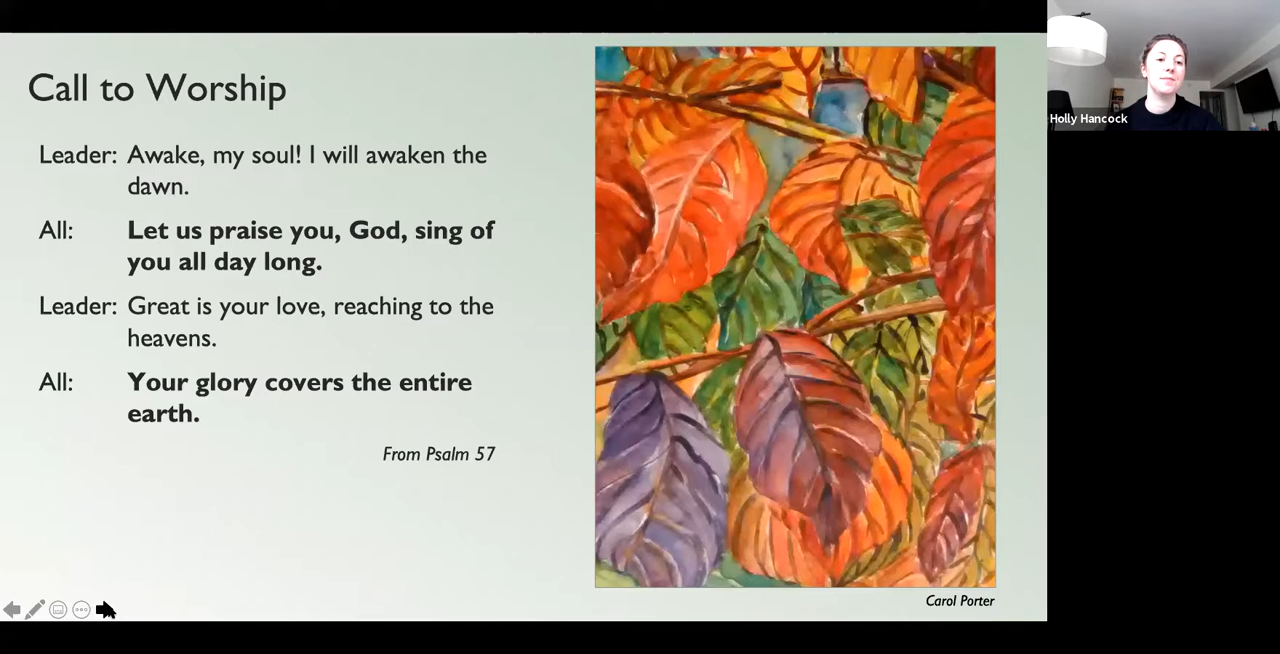 Call to Worship
Leader: Awake, my soul! I will awaken the
dawn.
All: Let us praise you, God, sing of
you all day long.
Leader: Great is your love, reaching to the
heavens.
All: Your glory covers the entire
earth.
From Psalm 57
Carol Porter
Holly Hancock